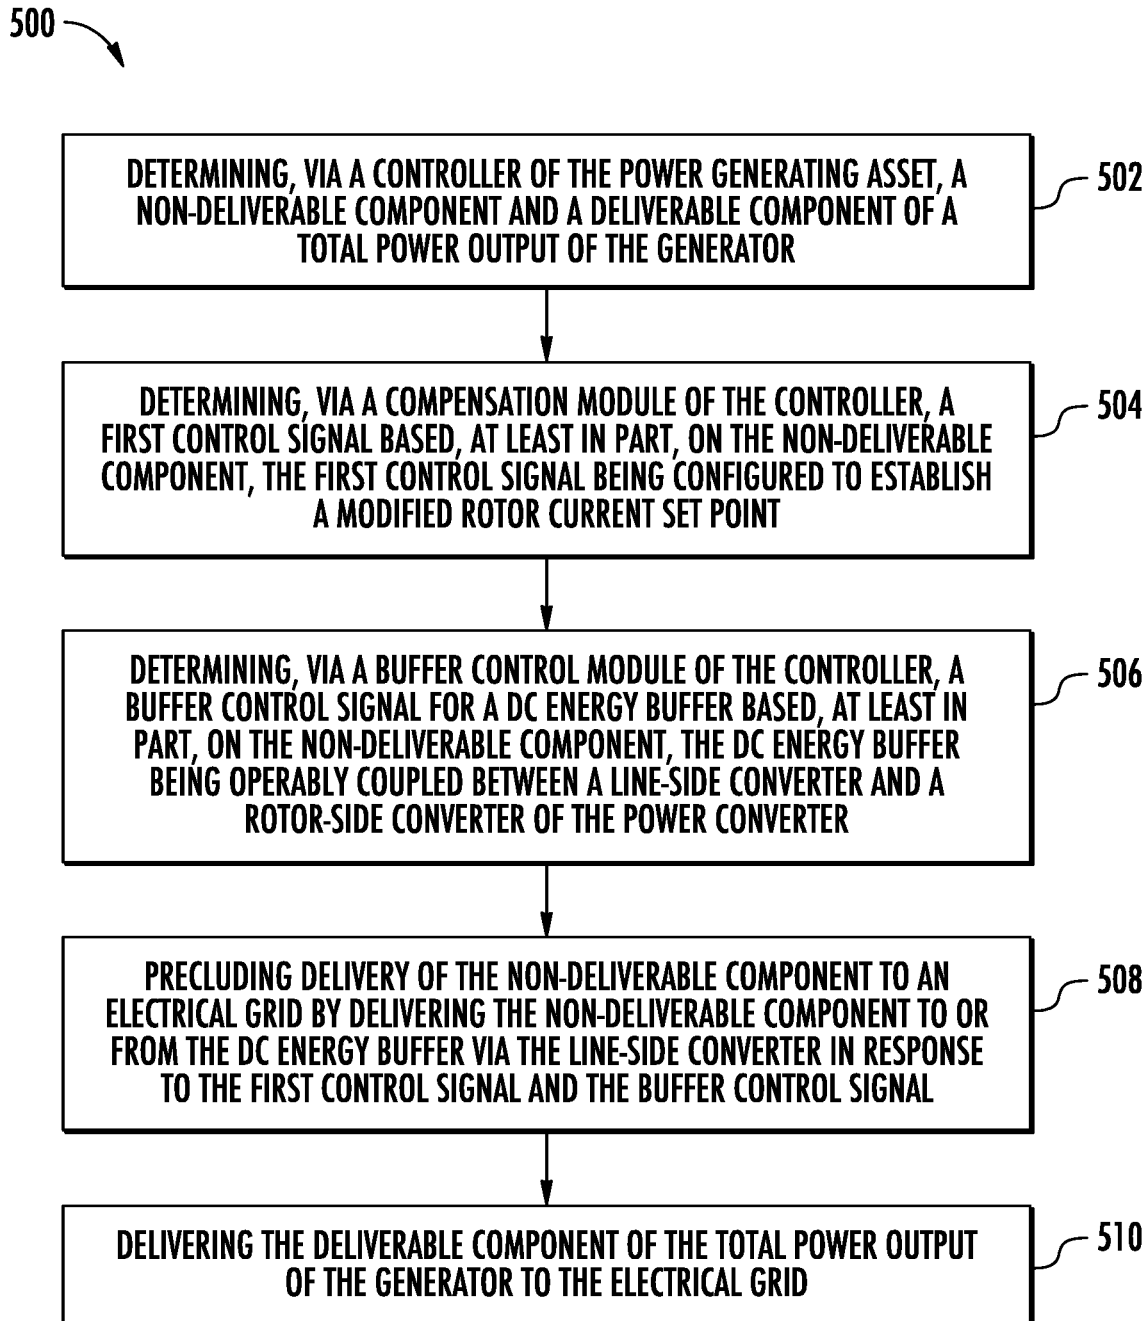 500
DETERMINING, VIA A CONTROLLER OF THE POWER GENERATING ASSET, A
NON-DELIVERABLE COMPONENT AND A DELIVERABLE COMPONENT OF A
TOTAL POWER OUTPUT OF THE GENERATOR
502
DETERMINING, VIA A COMPENSATION MODULE OF THE CONTROLLER, A
FIRST CONTROL SIGNAL BASED, AT LEAST IN PART, ON THE NON-DELIVERABLE
COMPONENT, THE FIRST CONTROL SIGNAL BEING CONFIGURED TO ESTABLISH
A MODIFIED ROTOR CURRENT SET POINT
504
DETERMINING, VIA A BUFFER CONTROL MODULE OF THE CONTROLLER, A
BUFFER CONTROL SIGNAL FOR A DC ENERGY BUFFER BASED, AT LEAST IN
PART, ON THE NON-DELIVERABLE COMPONENT, THE DC ENERGY BUFFER
BEING OPERABLY COUPLED BETWEEN A LINE-SIDE CONVERTER AND A
ROTOR-SIDE CONVERTER OF THE POWER CONVERTER
506
PRECLUDING DELIVERY OF THE NON-DELIVERABLE COMPONENT TO AN
ELECTRICAL GRID BY DELIVERING THE NON-DELIVERABLE COMPONENT TO OR
FROM THE DC ENERGY BUFFER VIA THE LINE-SIDE CONVERTER IN RESPONSE
TO THE FIRST CONTROL SIGNAL AND THE BUFFER CONTROL SIGNAL
508
DELIVERING THE DELIVERABLE COMPONENT OF THE TOTAL POWER OUTPUT
OF THE GENERATOR TO THE ELECTRICAL GRID
510